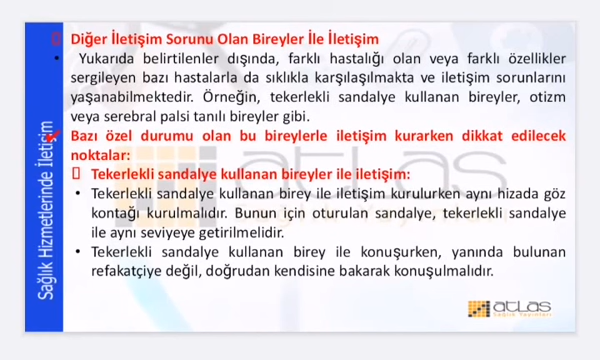 Diğer İletişim Sorunu Olan Bireyler İle İletişim
• Yukarıda belirtilenler dışında, farklı hastalığı olan veya farklı özellikler
sergileyen bazı hastalarla da sıklıkla karşılaşılmakta ve iletişim sorunlarını
yaşanabilmektedir. Örneğin, tekerlekli sandalye kullanan bireyler, otizm
veya serebral palsi tanılı bireyler gibi.
Bazı özel durumu olan bu bireylerle iletişim kurarken dikkat edilecek
noktalar:
Tekerlekli sandalye kullanan bireyler ile iletişim:
• Tekerlekli sandalye kullanan birey ile iletişim kurulurken aynı hizada göz
kontağı kurulmalıdır. Bunun için oturulan sandalye, tekerlekli sandalye
ile aynı seviyeye getirilmelidir.
• Tekerlekli sandalye kullanan birey ile konuşurken, yanında bulunan
refakatçiye değil, doğrudan kendisine bakarak konuşulmalıdır.
Sağlık Hizmetlerinde İletişim
atlas
Sağlık Yayınları
atlas